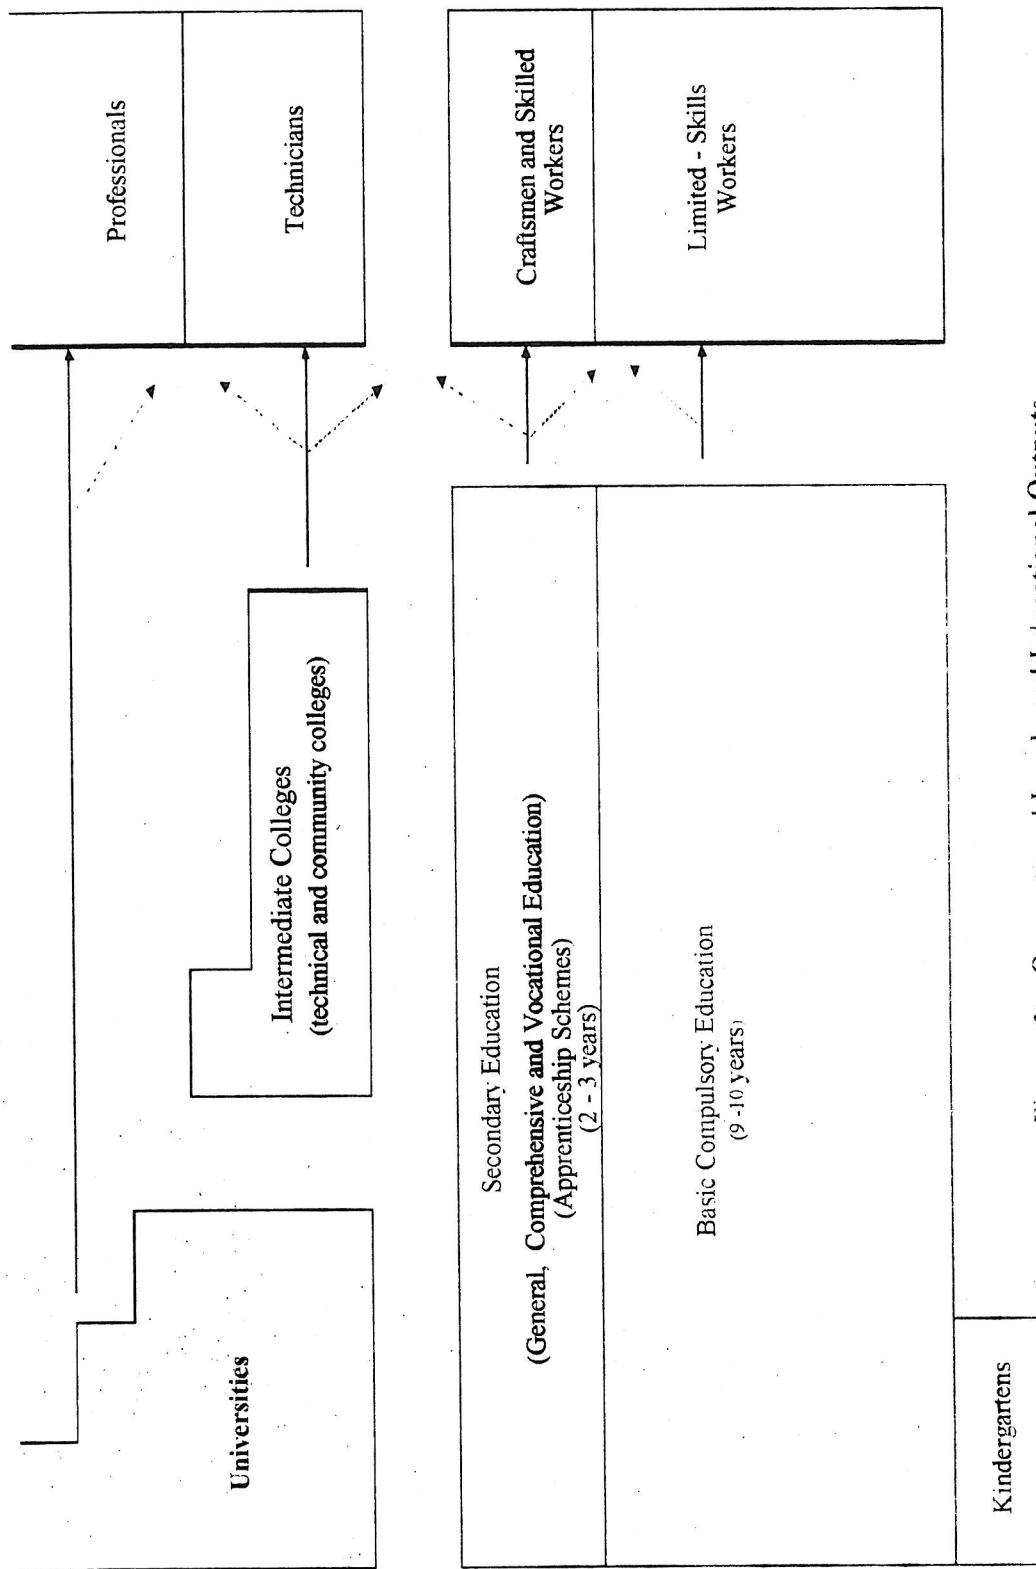 Professionals
Technicians
Craftsmen and Skilled
Workers
Limited - Skills
Workers
Intermediate Colleges
(technical and community colleges)
Universities
Secondary Education
(General, Comprehensive and Vocational Education)
(Apprenticeship Schemes)
(2 - 3 years)
Basic Compulsory Education
(9 -10 years)
Kindergartens
Outputs